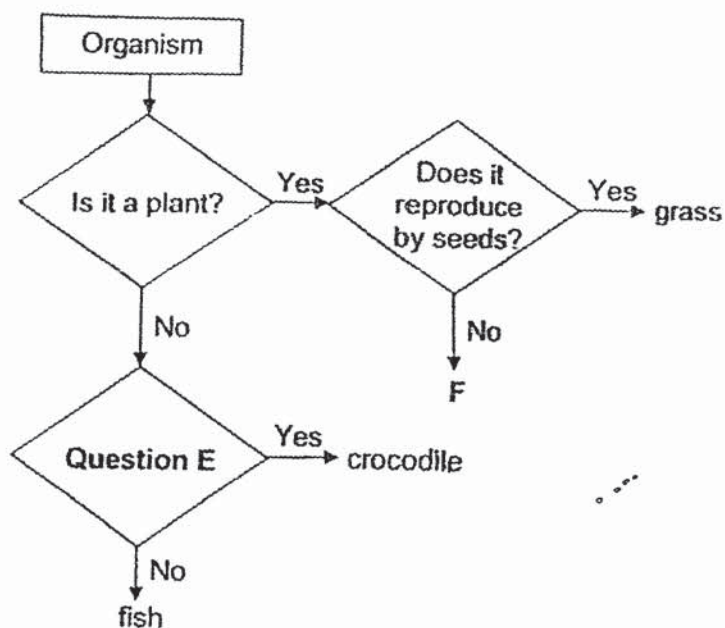 Organism
Is it a plant?
Yes
Does it
reproduce
by seeds?
Yes
grass
No
No
F
Question E
Yes
crocodile
No
fish